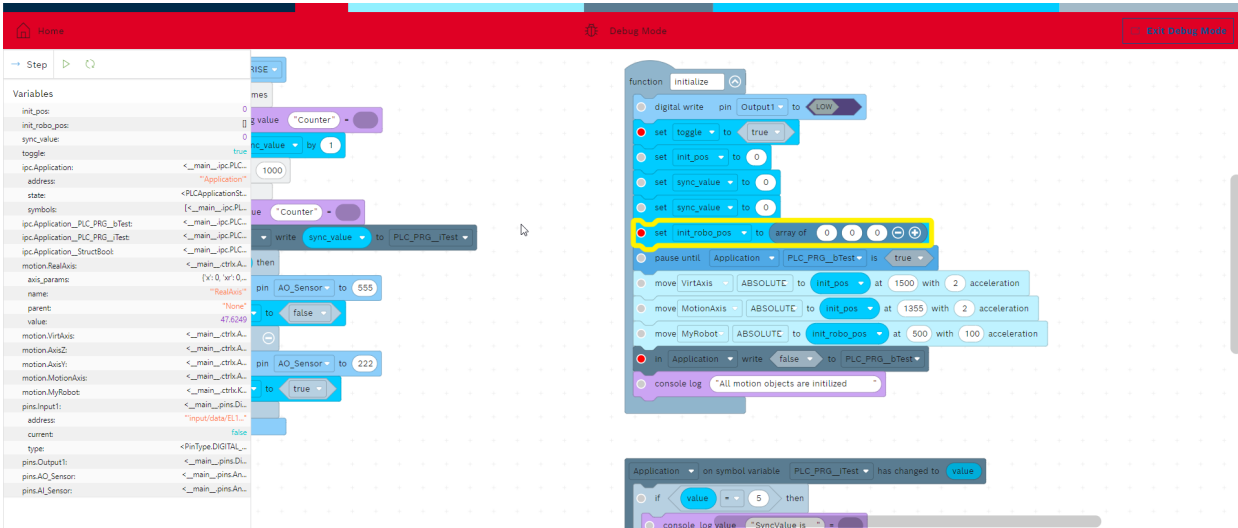 Home
Debug Mode
Exit Debug Mode
Step
Variables
init_pos: 0
init_robo_pos: []
sync_value: 0
toggle: true
ipc.Application: <__main__.ipc.PLC...
address: "'Application'"
state: <PLCApplicationSt...
symbols: [<__main__.ipc.PL...
ipc.Application__PLC_PRG__bTest: <__main__.ipc.PLC...
ipc.Application__PLC_PRG__iTest: <__main__.ipc.PLC...
ipc.Application__StructBool: <__main__.ipc.PLC...
motion.RealAxis: <__main__.ctrlx.A...
axis_params: {'x': 0, 'xr': 0,...
name: "'RealAxis'"
parent: "None"
value: 47.6249
motion.VirtAxis: <__main__.ctrlx.A...
motion.AxisZ: <__main__.ctrlx.A...
motion.AxisY: <__main__.ctrlx.A...
motion.MotionAxis: <__main__.ctrlx.A...
motion.MyRobot: <__main__.ctrlx.K...
pins.Input1: <__main__.pins.Di...
address: "'input/data/EL1...
current: false
type: <PinType.DIGITAL_...
pins.Output1: <__main__.pins.Di...
pins.AO_Sensor: <__main__.pins.An...
pins.AI_Sensor: <__main__.pins.An...
RISE
mes
g value "Counter" -
nc_value by 1
1000
ue "Counter" -
write sync_value to PLC_PRG__iTest
then
pin AO_Sensor to 555
to false
pin AO_Sensor to 222
to true
function initialize
digital write pin Output1 to LOW
set toggle to true
set init_pos to 0
set sync_value to 0
set sync_value to 0
set init_robo_pos to array of 0 0 0
pause until Application PLC_PRG__bTest is true
move VirtAxis ABSOLUTE to init_pos at 1500 with 2 acceleration
move MotionAxis ABSOLUTE to init_pos at 1355 with 2 acceleration
move MyRobot ABSOLUTE to init_robo_pos at 500 with 100 acceleration
in Application write false to PLC_PRG__bTest
console log "All motion objects are initilized "
Application on symbol variable PLC_PRG__iTest has changed to value
if value = 5 then
console log value "SyncValue is " =